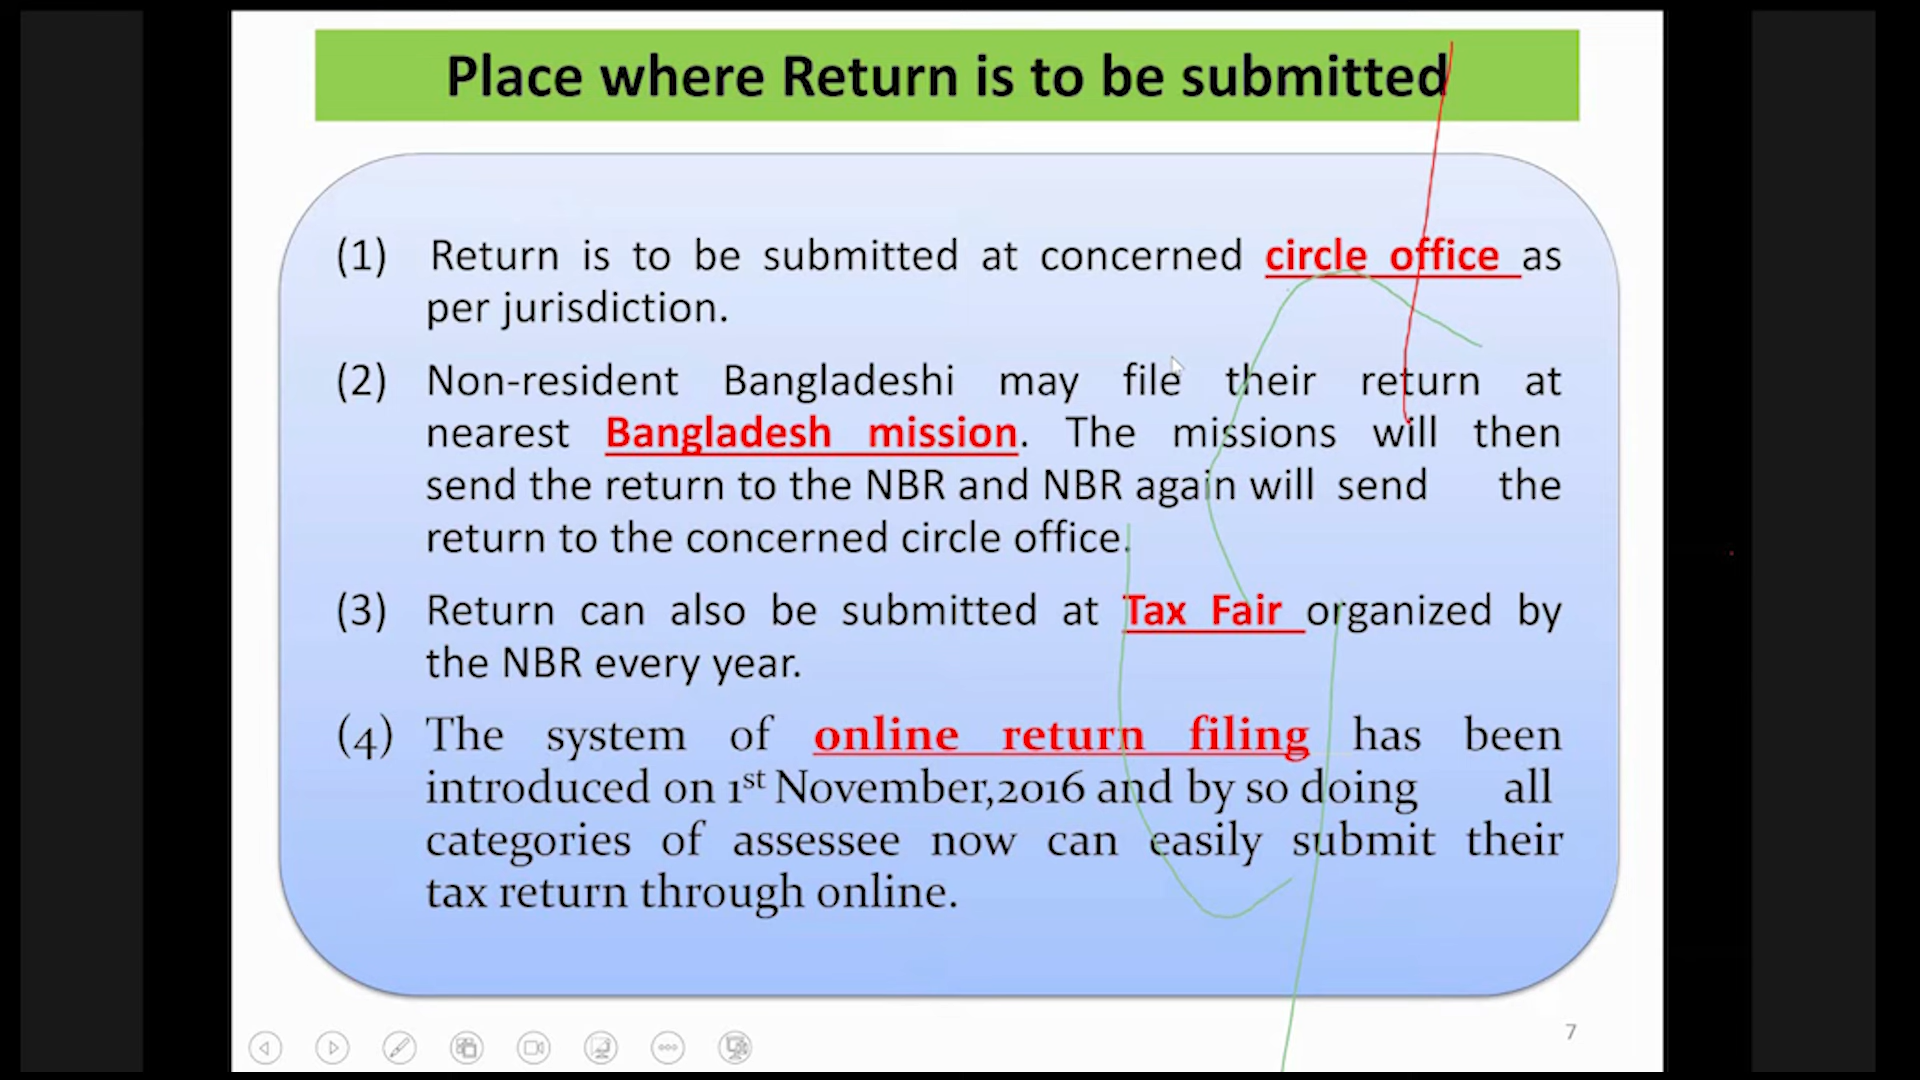 Place where Return is to be submitted
(1) Return is to be submitted at concerned circle office as
per jurisdiction.
(2) Non-resident Bangladeshi may file their return at
nearest Bangladesh mission. The missions will then
send the return to the NBR and NBR again will send the
return to the concerned circle office.
(3) Return can also be submitted at Tax Fair organized by
the NBR every year.
(4) The system of online return filing has been
introduced on 1st November,2016 and by so doing all
categories of assessee now can easily submit their
tax return through online.
7